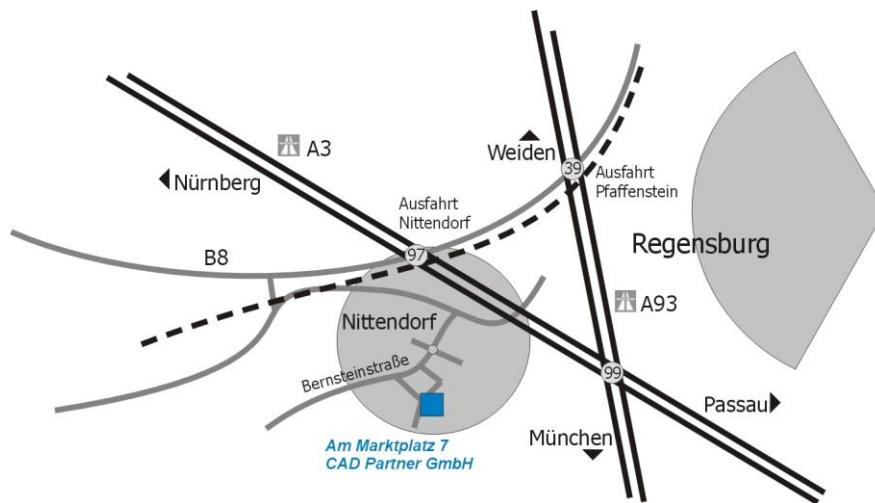 A3
Weiden
39
Ausfahrt
Pfaffenstein
Nürnberg
Ausfahrt
Nittendorf
Regensburg
B8
97
A93
Nittendorf
Bernsteinstraße
99
Passau
München
Am Marktplatz 7
CAD Partner GmbH